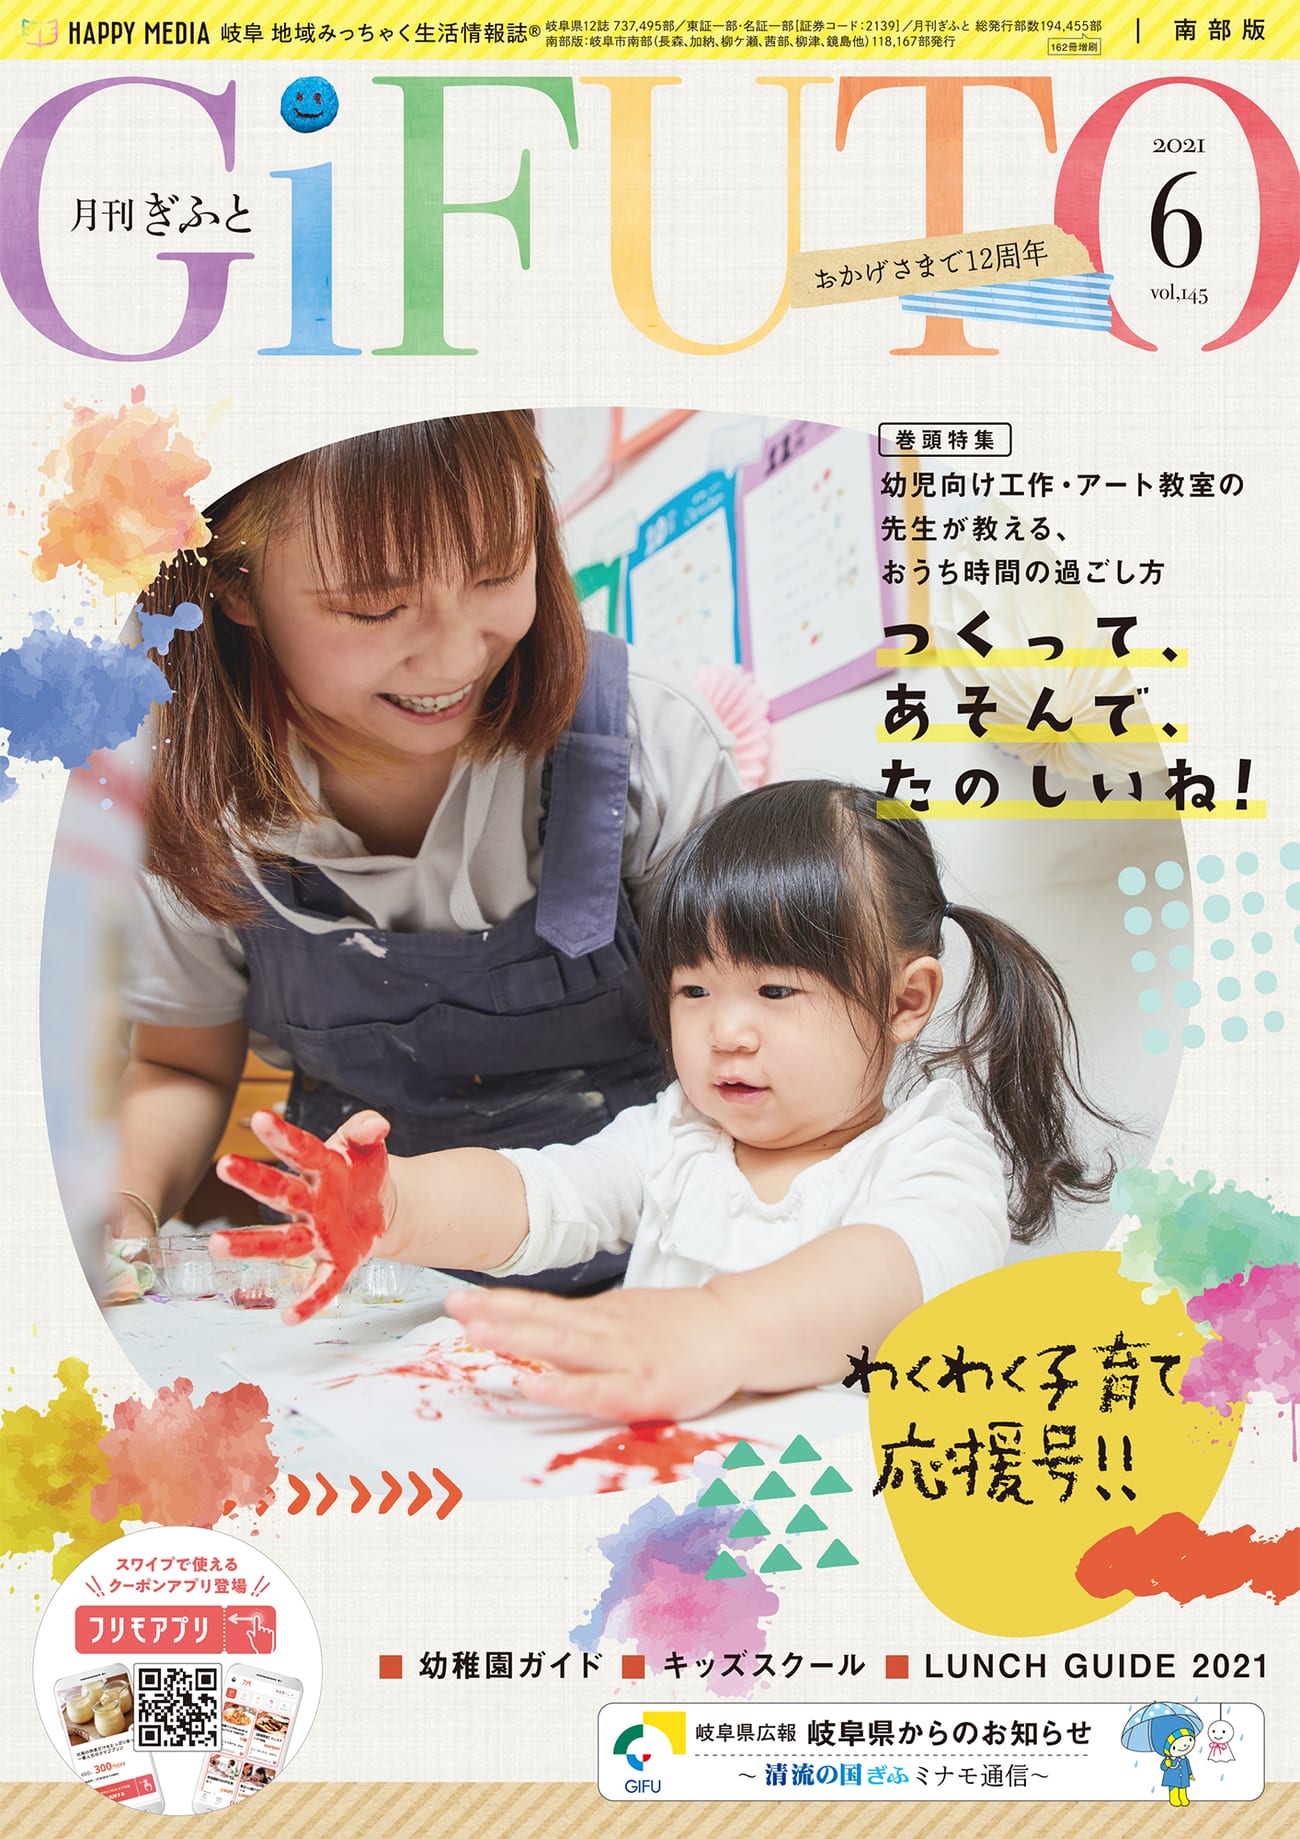 HAPPY MEDIA 岐阜 地域みっちゃく生活情報誌®
岐阜県12誌 737,495部／東証一部・名証一部[証券コード：2139]／月刊ぎふと 総発行部数194,455部
南部版：岐阜市南部(長森、加納、柳ケ瀬、茜部、柳津、鏡島他)118,167部発行
162冊増刷
南部版
GiFUTO
月刊ぎふと
2021
6
vol,145
おかげさまで12周年
巻頭特集
幼児向け工作・アート教室の
先生が教える、
おうち時間の過ごし方
つくって、
あそんで、
たのしいね！
わくわく子育て
応援号!!
スワイプで使える
クーポンアプリ登場
フリモアプリ
300
■ 幼稚園ガイド ■ キッズスクール ■ LUNCH GUIDE 2021
GIFU
岐阜県広報 岐阜県からのお知らせ
～清流の国ぎふ ミナモ通信～